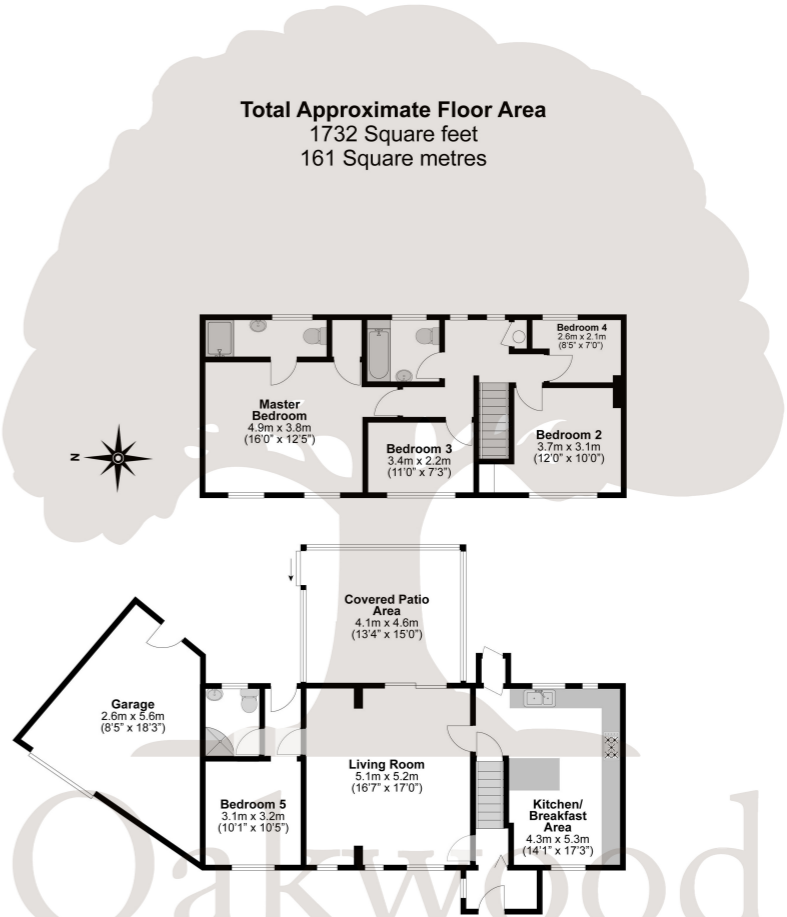 Total Approximate Floor Area
1732 Square feet
161 Square metres
Bedroom 4
2.6m x 2.1m
(8'5" x 7'0")
Master
Bedroom
4.9m x 3.8m
(16'0" x 12'5")
Bedroom 3
3.4m x 2.2m
(11'0" x 7'3")
Bedroom 2
3.7m x 3.1m
(12'0" x 10'0")
N
Covered Patio
Area
4.1m x 4.6m
(13'4" x 15'0")
Garage
2.6m x 5.6m
(8'5" x 18'3")
Living Room
5.1m x 5.2m
(16'7" x 17'0")
Bedroom 5
3.1m x 3.2m
(10'1" x 10'5")
Kitchen/
Breakfast
Area
4.3m x 5.3m
(14'1" x 17'3")
Oakwood